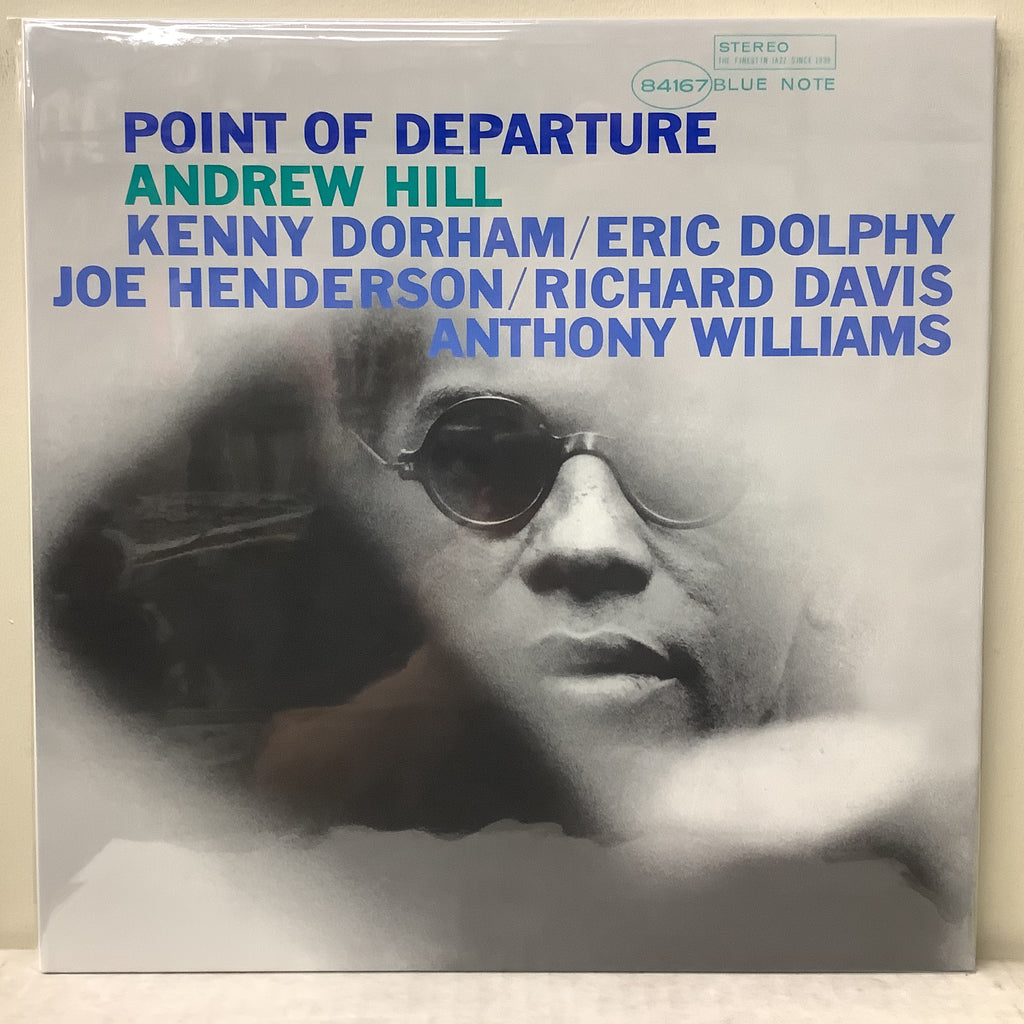 STEREO
THE FINEST IN JAZZ SINCE 1939
84167 BLUE NOTE
POINT OF DEPARTURE
ANDREW HILL
KENNY DORHAM/ERIC DOLPHY
JOE HENDERSON/RICHARD DAVIS
ANTHONY WILLIAMS